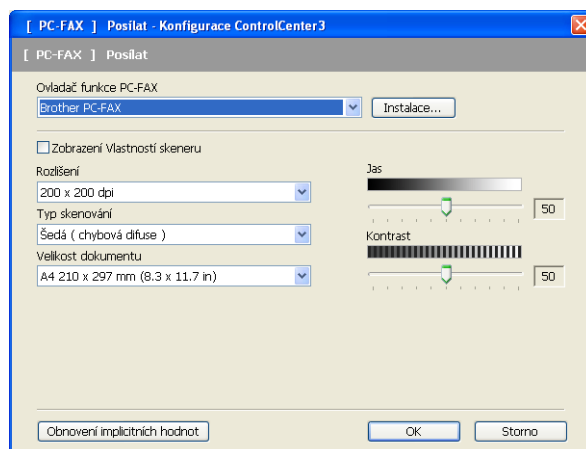 [ PC-FAX ] Posílat - Konfigurace ControlCenter3
[ PC-FAX ] Posílat
Ovladač funkce PC-FAX
Brother PC-FAX
Instalace...
Zobrazení Vlastností skeneru
Rozlišení
200 x 200 dpi
Typ skenování
Šedá ( chybová difuse )
Velikost dokumentu
A4 210 x 297 mm (8.3 x 11.7 in)
Jas
50
Kontrast
50
Obnovení implicitních hodnot
OK
Storno